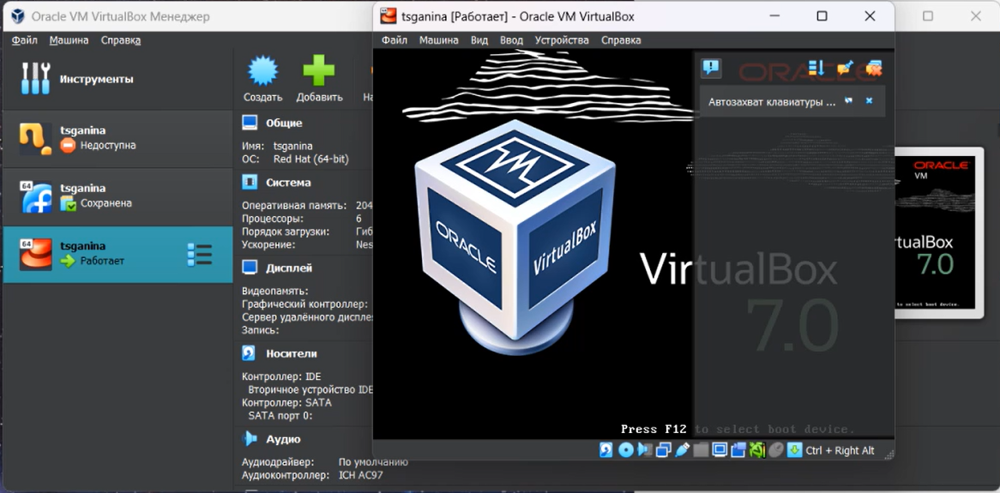 Oracle VM VirtualBox Менеджер
Файл Машина Справка
Инструменты
tsganina
Недоступна
64
tsganina
Сохранена
64
tsganina
Работает
Создать Добавить
Общие
Имя: tsganina
ОС: Red Hat (64-bit)
Система
Оперативная память: 204
Процессоры: 6
Порядок загрузки: Гиб
Ускорение: Nes
Дисплей
Видеопамять:
Графический контроллер:
Сервер удалённого диспле
Запись:
Носители
Контроллер: IDE
Вторичное устройство IDE
Контроллер: SATA
SATA порт 0:
Аудио
Аудиодрайвер: По умолчанию
Аудиоконтроллер: ICH AC97
tsganina [Работает] - Oracle VM VirtualBox
Файл Машина Вид Ввод Устройства Справка
ORACLE
Автозахват клавиатуры ...
ORACLE
VirtualBox
VirtualBox
7.0
Press F12 to select boot device.
Ctrl + Right Alt
ORACLE
VM
rtualBox
7.0
to select boot device.